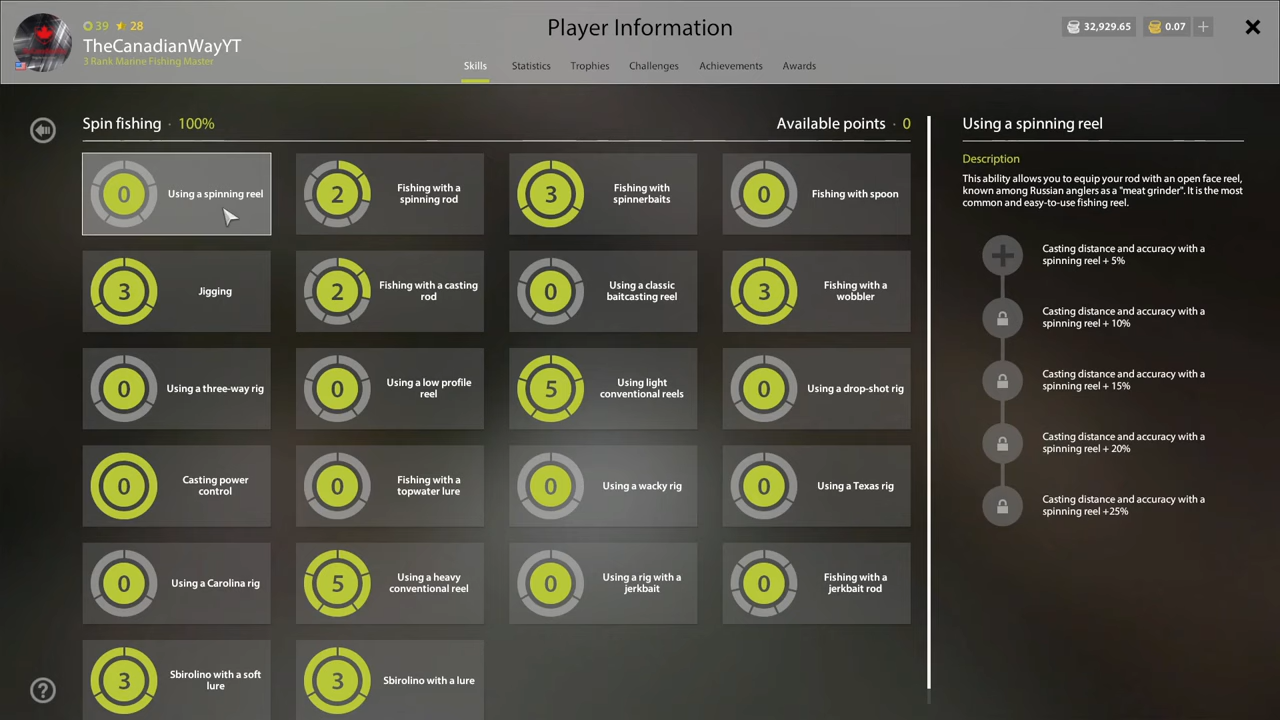 39 28
TheCanadianWayYT
3 Rank Marine Fishing Master
Player Information
32,929.65
0.07
Skills
Statistics
Trophies
Challenges
Achievements
Awards
Spin fishing · 100%
Available points · 0
0
Using a spinning reel
2
Fishing with a
spinning rod
3
Fishing with
spinnerbaits
0
Fishing with spoon
3
Jigging
2
Fishing with a casting
rod
0
Using a classic
baitcasting reel
3
Fishing with a
wobbler
0
Using a three-way rig
0
Using a low profile
reel
5
Using light
conventional reels
0
Using a drop-shot rig
0
Casting power
control
0
Fishing with a
topwater lure
0
Using a wacky rig
0
Using a Texas rig
0
Using a Carolina rig
5
Using a heavy
conventional reel
0
Using a rig with a
jerkbait
0
Fishing with a
jerkbait rod
3
Sbirolino with a soft
lure
3
Sbirolino with a lure
Using a spinning reel
Description
This ability allows you to equip your rod with an open face reel,
known among Russian anglers as a "meat grinder". It is the most
common and easy-to-use fishing reel.
Casting distance and accuracy with a
spinning reel + 5%
Casting distance and accuracy with a
spinning reel + 10%
Casting distance and accuracy with a
spinning reel + 15%
Casting distance and accuracy with a
spinning reel + 20%
Casting distance and accuracy with a
spinning reel +25%